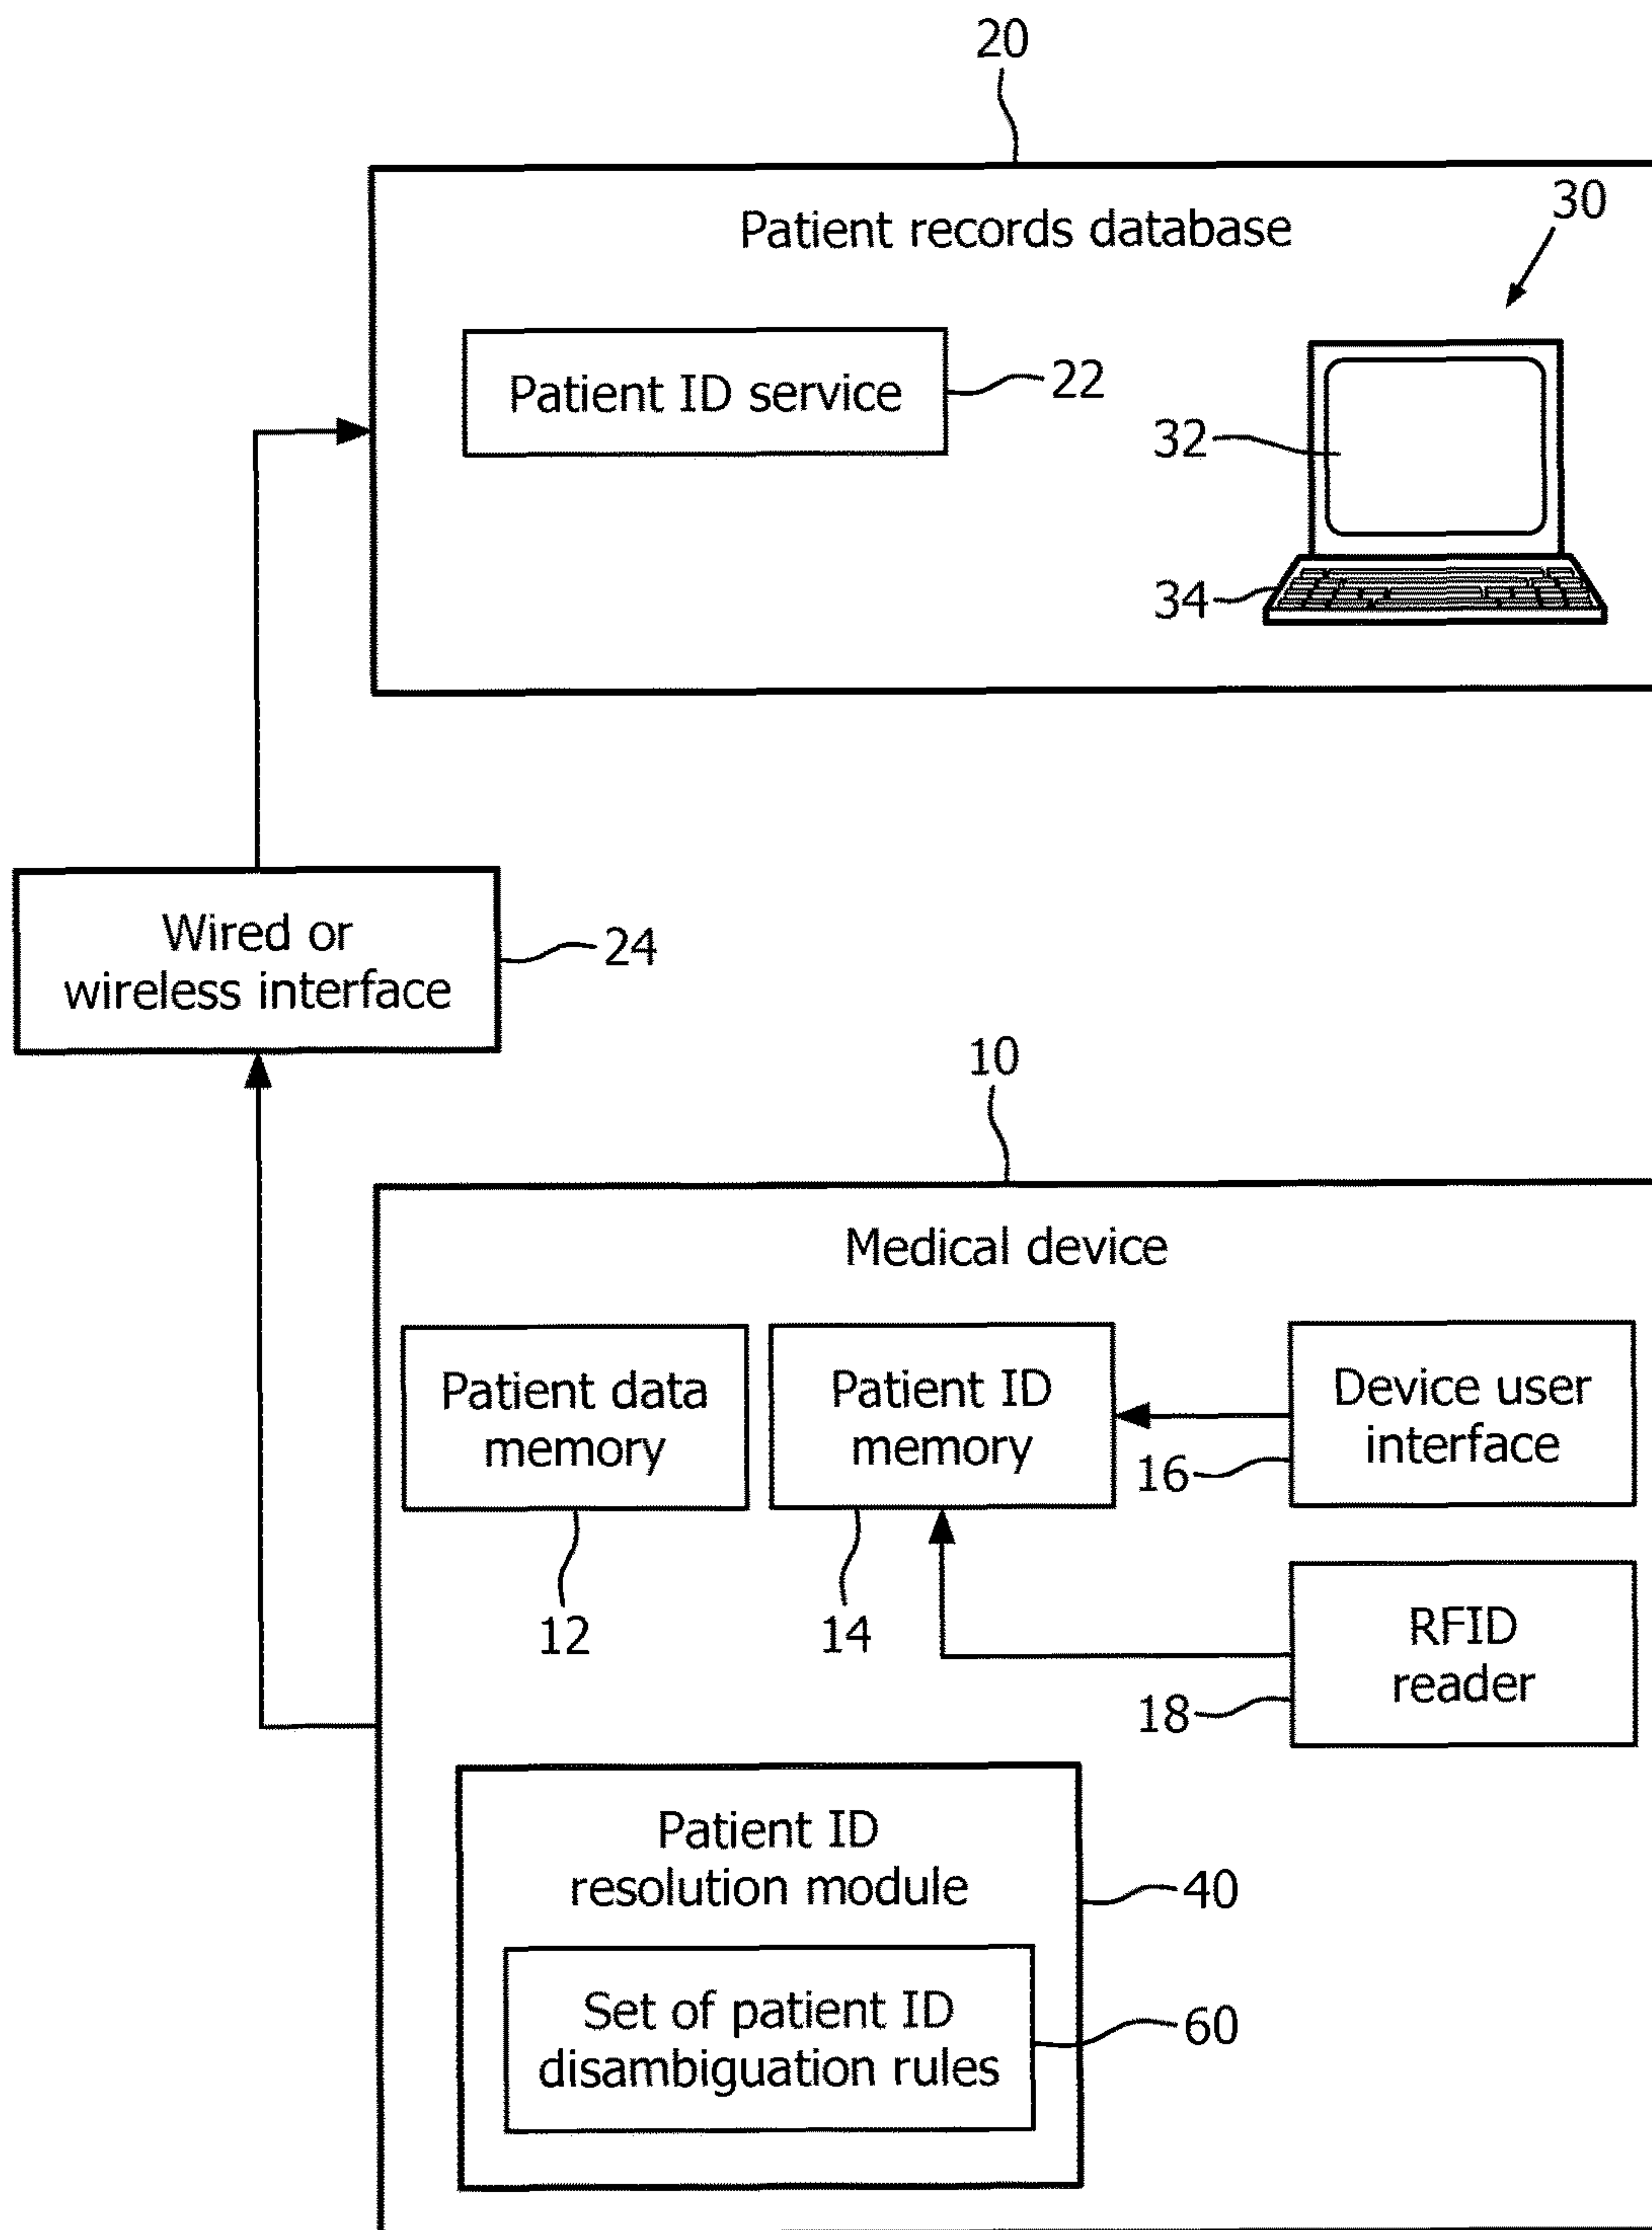 20
Patient records database
30
Patient ID service
22
32
34
Wired or
wireless interface
24
10
Medical device
Patient data
memory
12
Patient ID
memory
14
Device user
interface
16
RFID
reader
18
Patient ID
resolution module
40
Set of patient ID
disambiguation rules
60